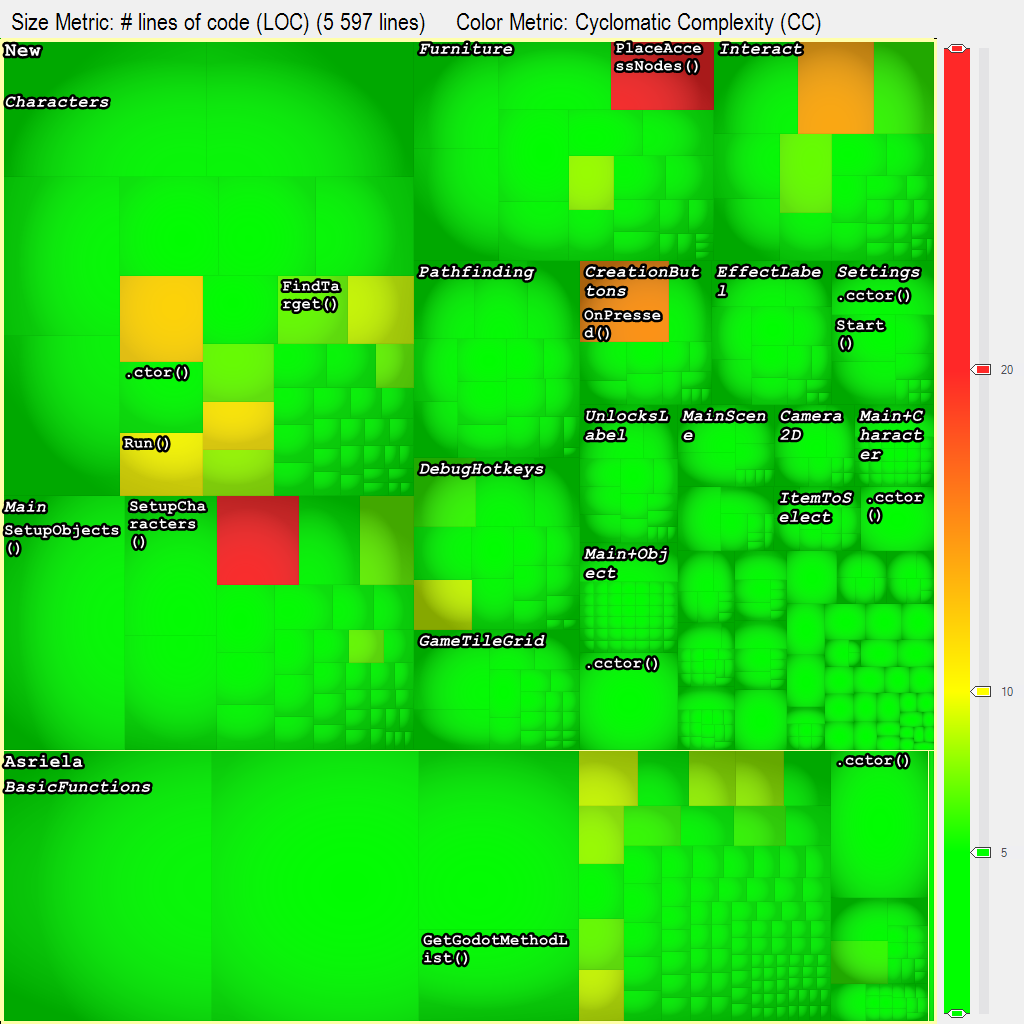 Size Metric: # lines of code (LOC) (5 597 lines) Color Metric: Cyclomatic Complexity (CC)
New
Characters
FindTa
rget()
.ctor()
Run()
Furniture
PlaceAcce
ssNodes()
Interact
Pathfinding
CreationBut
tons
OnPresse
d()
EffectLabe
l
Settings
.cctor()
Start
()
UnlocksL
abel
MainScen
e
Camera
2D
Main+C
haract
er
DebugHotkeys
ItemToS
elect
.cctor
()
Main
SetupObjects
()
SetupCha
racters
()
Main+Obj
ect
GameTileGrid
.cctor()
Asriela
BasicFunctions
GetGodotMethodL
ist()
.cctor()
20
10
5